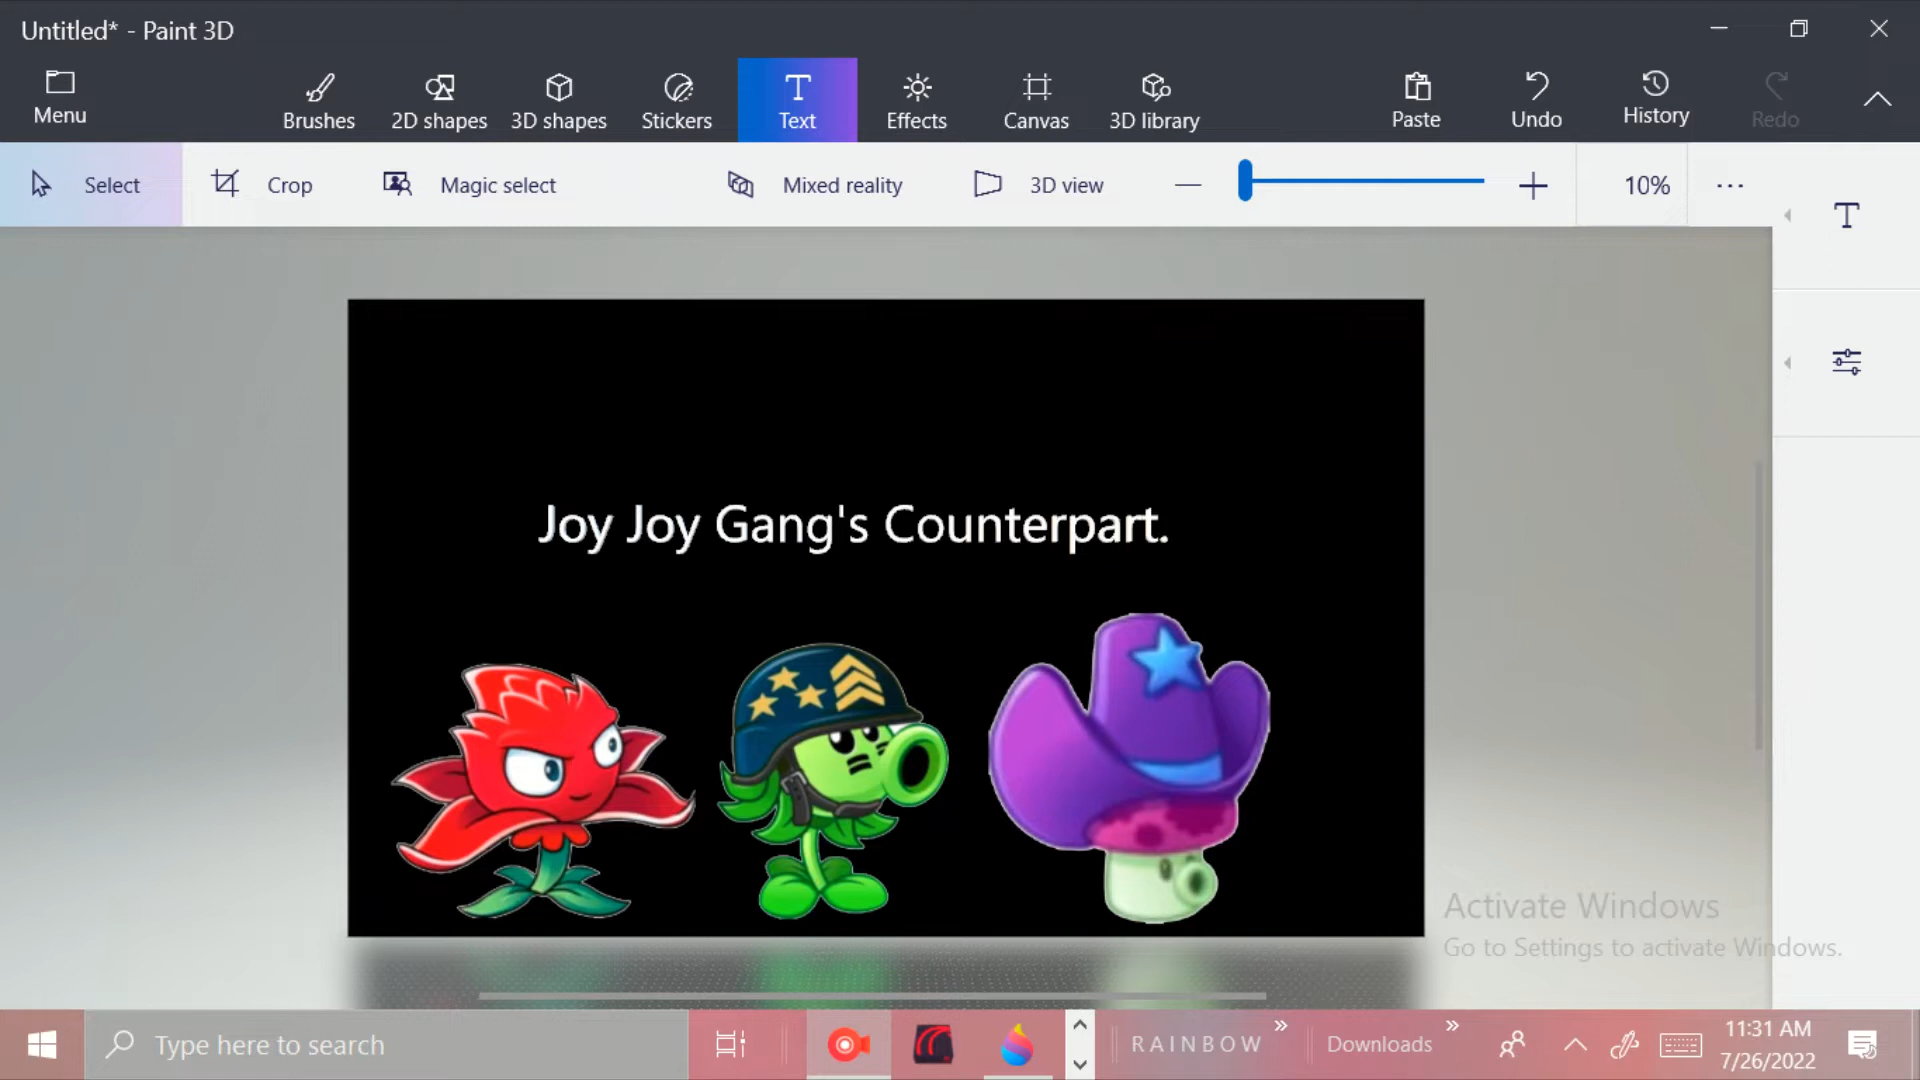 Untitled* - Paint 3D
Menu
Brushes
2D shapes
3D shapes
Stickers
Text
Effects
Canvas
3D library
Paste
Undo
History
Redo
Select
Crop
Magic select
Mixed reality
3D view
10%
Joy Joy Gang's Counterpart.
Activate Windows
Go to Settings to activate Windows.
Type here to search
RAINBOW
Downloads
11:31 AM
7/26/2022